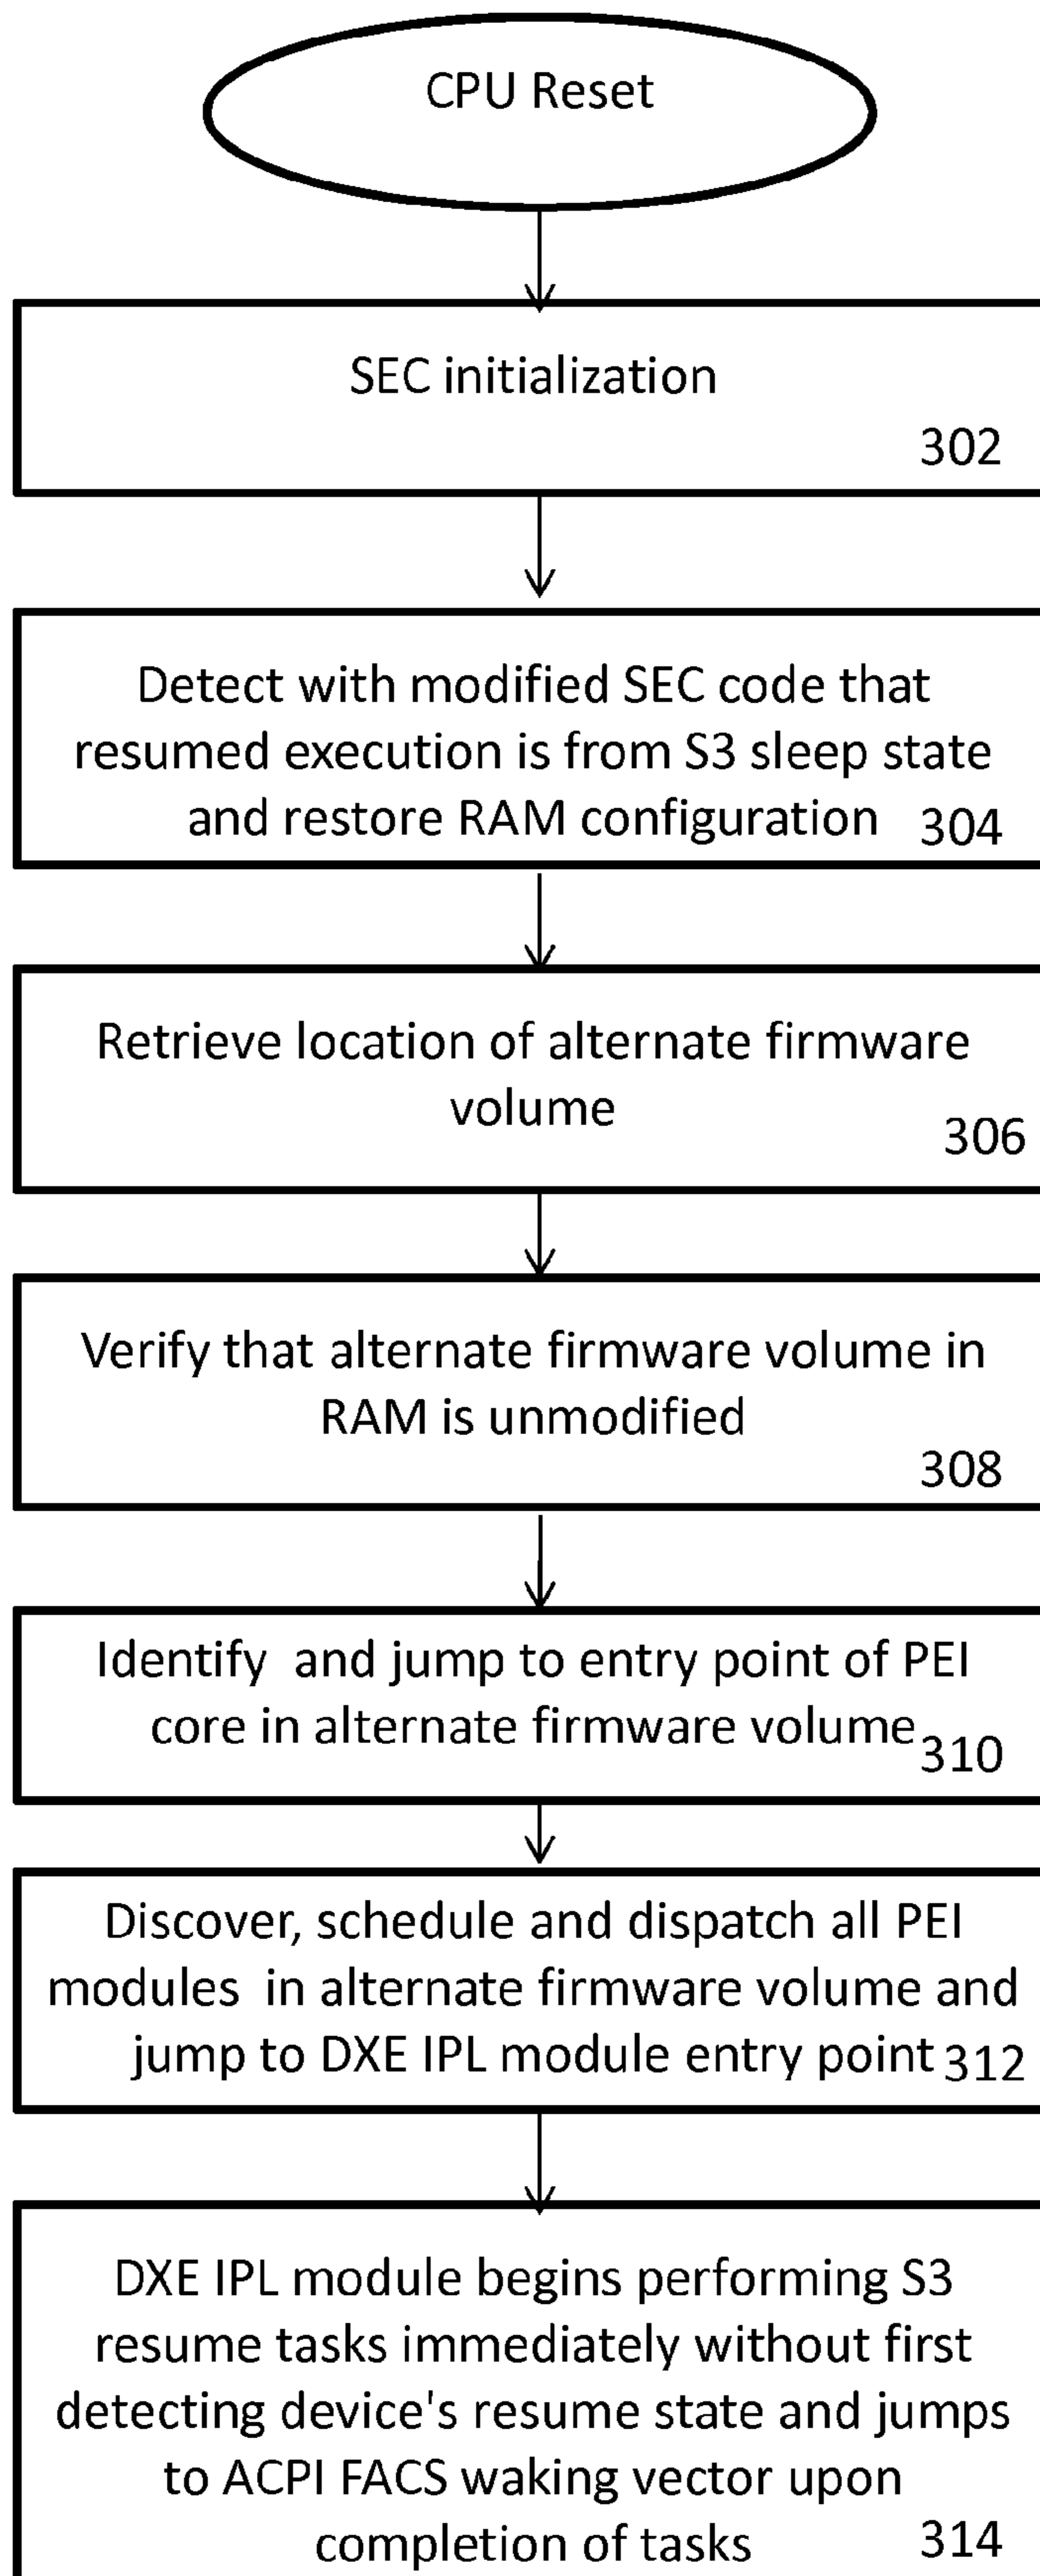 CPU Reset
SEC initialization
302
Detect with modified SEC code that
resumed execution is from S3 sleep state
and restore RAM configuration 304
Retrieve location of alternate firmware
volume
306
Verify that alternate firmware volume in
RAM is unmodified
308
Identify and jump to entry point of PEI
core in alternate firmware volume 310
Discover, schedule and dispatch all PEI
modules in alternate firmware volume and
jump to DXE IPL module entry point 312
DXE IPL module begins performing S3
resume tasks immediately without first
detecting device's resume state and jumps
to ACPI FACS waking vector upon
completion of tasks 314